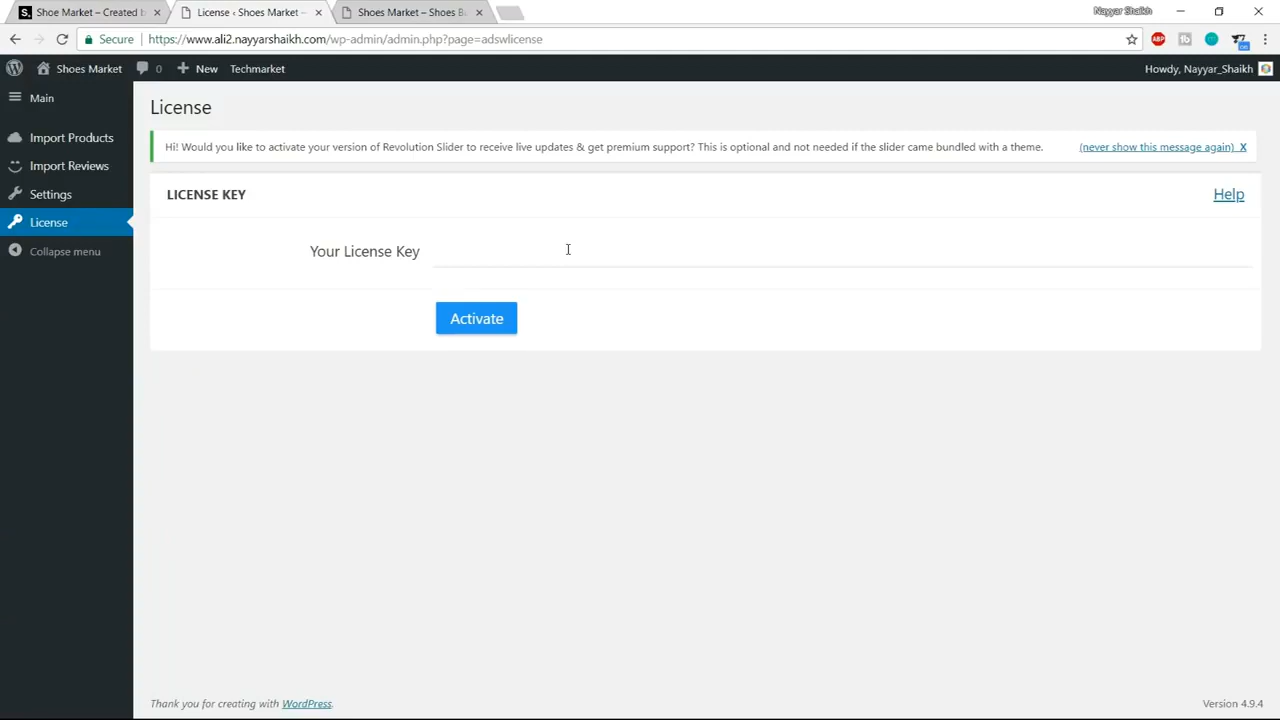 Shoe Market – Created b
License ‹ Shoes Market –
Shoes Market – Shoes B
Nayyar Shaikh
Secure
https://www.ali2.nayyarshaikh.com/wp-admin/admin.php?page=adswlicense
Shoes Market
0
New
Techmarket
Howdy, Nayyar_Shaikh
Main
Import Products
Import Reviews
Settings
License
Collapse menu
License
Hi! Would you like to activate your version of Revolution Slider to receive live updates & get premium support? This is optional and not needed if the slider came bundled with a theme.
(never show this message again) X
LICENSE KEY
Help
Your License Key
Activate
Thank you for creating with WordPress.
Version 4.9.4